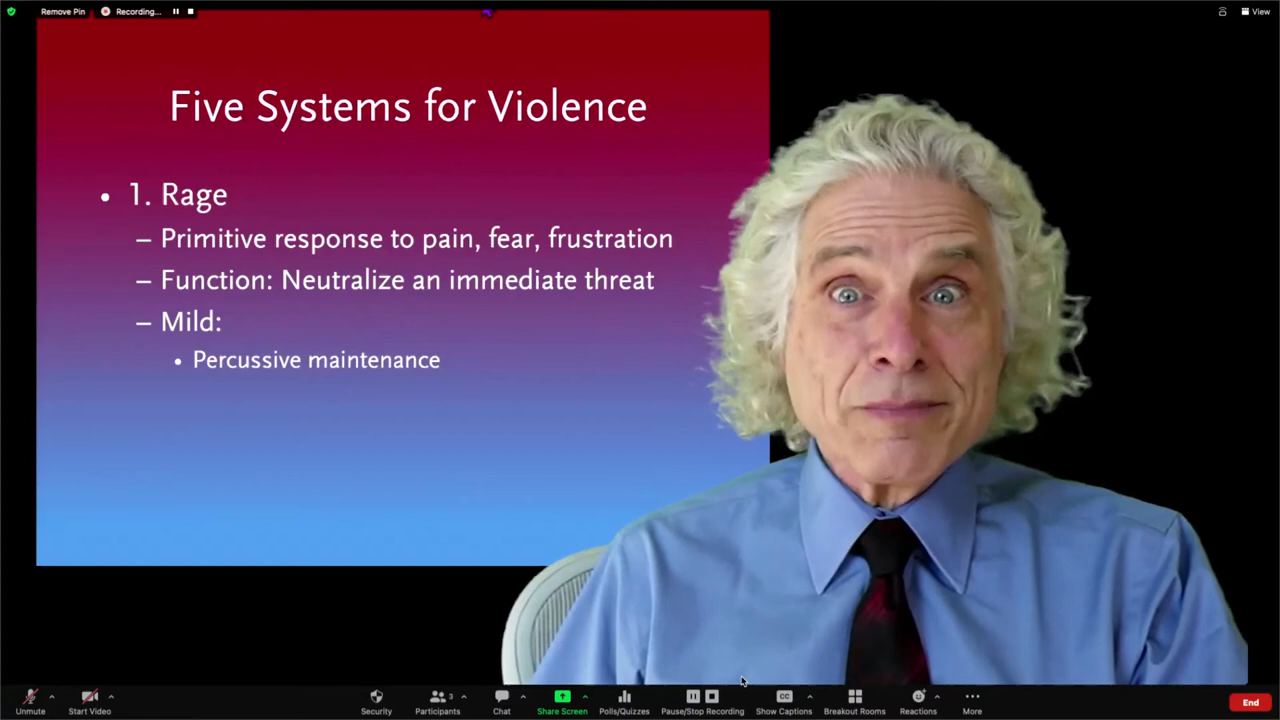 Remove Pin
Recording...
View
Five Systems for Violence
• 1. Rage
– Primitive response to pain, fear, frustration
– Function: Neutralize an immediate threat
– Mild:
• Percussive maintenance
3
CC
Unmute
Start Video
Security
Participants
Chat
Share Screen
Polls/Quizzes
Pause/Stop Recording
Show Captions
Breakout Rooms
Reactions
More
End